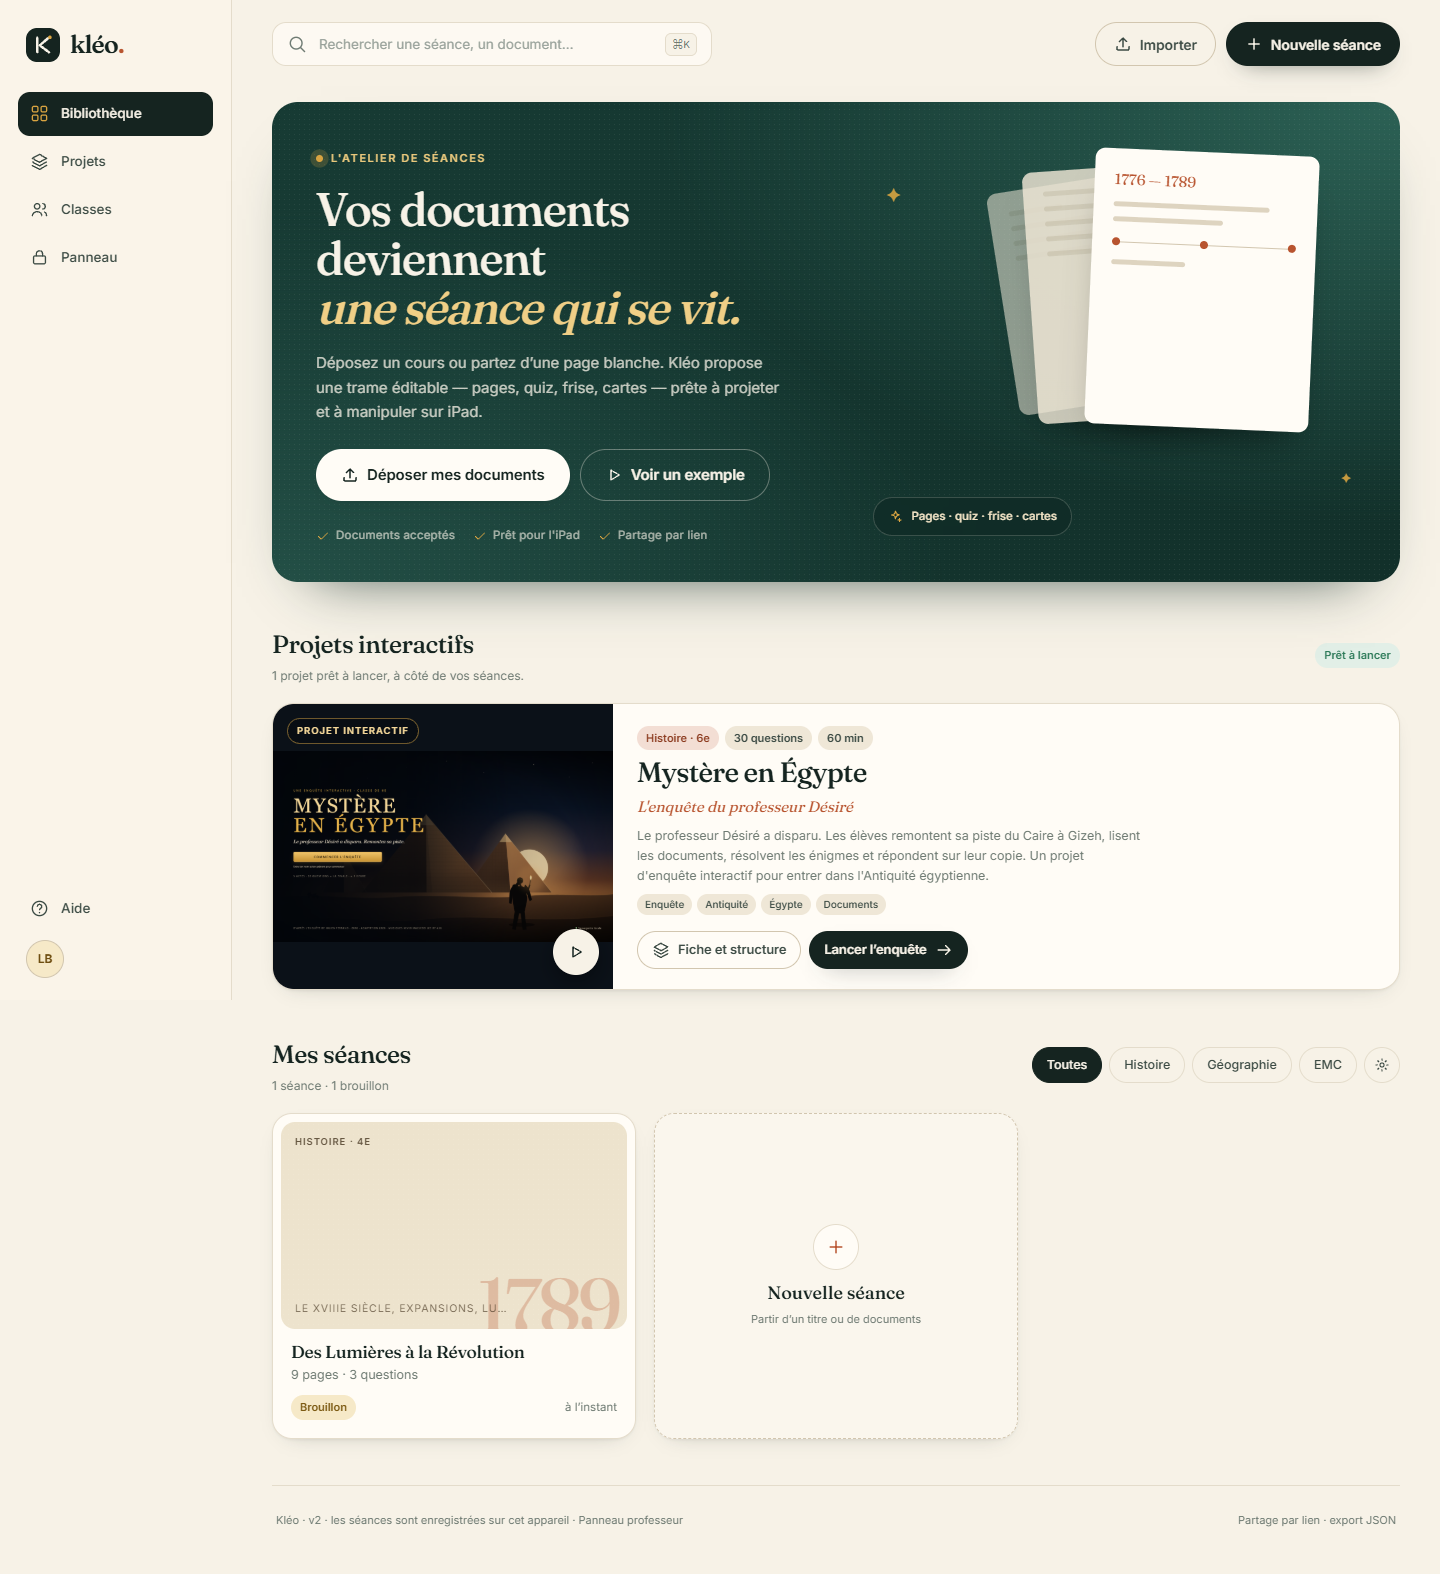 kléo.
Bibliothèque
Projets
Classes
Panneau
Aide
LB
Rechercher une séance, un document...
⌘K
Importer
Nouvelle séance
L'ATELIER DE SÉANCES
Vos documents
deviennent
une séance qui se vit.
Déposez un cours ou partez d’une page blanche. Kléo propose
une trame éditable — pages, quiz, frise, cartes — prête à projeter
et à manipuler sur iPad.
Déposer mes documents
Voir un exemple
Documents acceptés
Prêt pour l'iPad
Partage par lien
1776 — 1789
Pages · quiz · frise · cartes
Projets interactifs
1 projet prêt à lancer, à côté de vos séances.
Prêt à lancer
PROJET INTERACTIF
MYSTÈRE
EN ÉGYPTE
Le professeur Désiré a disparu. Remontez sa piste.
Histoire · 6e
30 questions
60 min
Mystère en Égypte
L'enquête du professeur Désiré
Le professeur Désiré a disparu. Les élèves remontent sa piste du Caire à Gizeh, lisent
les documents, résolvent les énigmes et répondent sur leur copie. Un projet
d'enquête interactif pour entrer dans l'Antiquité égyptienne.
Enquête
Antiquité
Égypte
Documents
Fiche et structure
Lancer l’enquête
Mes séances
1 séance · 1 brouillon
Toutes
Histoire
Géographie
EMC
HISTOIRE · 4E
LE XVIIIE SIÈCLE, EXPANSIONS, LU...
1789
Des Lumières à la Révolution
9 pages · 3 questions
Brouillon
à l’instant
Nouvelle séance
Partir d’un titre ou de documents
Kléo · v2 · les séances sont enregistrées sur cet appareil · Panneau professeur
Partage par lien · export JSON